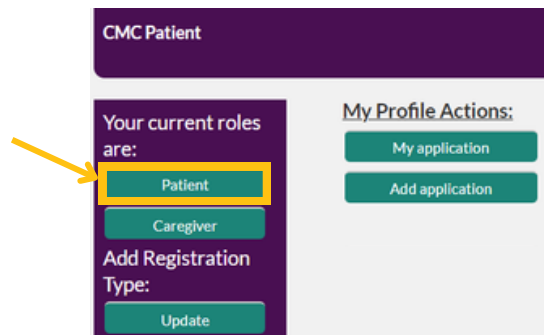 CMC Patient
Your current roles
are:
Patient
Caregiver
Add Registration
Type:
Update
My Profile Actions:
My application
Add application